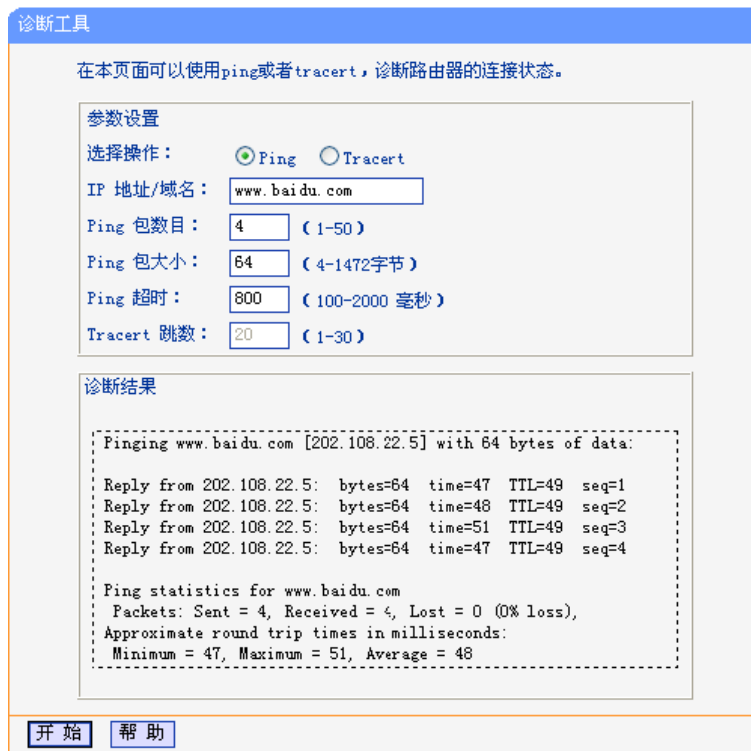 诊断工具
在本页面可以使用ping或者tracert，诊断路由器的连接状态。
参数设置
选择操作： Ping Tracert
IP 地址/域名： www.baidu.com
Ping 包数目： 4 （1-50）
Ping 包大小： 64 （4-1472字节）
Ping 超时： 800 （100-2000 毫秒）
Tracert 跳数： 20 （1-30）
诊断结果
Pinging www.baidu.com [202.108.22.5] with 64 bytes of data:
Reply from 202.108.22.5: bytes=64 time=47 TTL=49 seq=1
Reply from 202.108.22.5: bytes=64 time=48 TTL=49 seq=2
Reply from 202.108.22.5: bytes=64 time=51 TTL=49 seq=3
Reply from 202.108.22.5: bytes=64 time=47 TTL=49 seq=4
Ping statistics for www.baidu.com
Packets: Sent = 4, Received = 4, Lost = 0 (0% loss),
Approximate round trip times in milliseconds:
Minimum = 47, Maximum = 51, Average = 48
开 始 帮 助